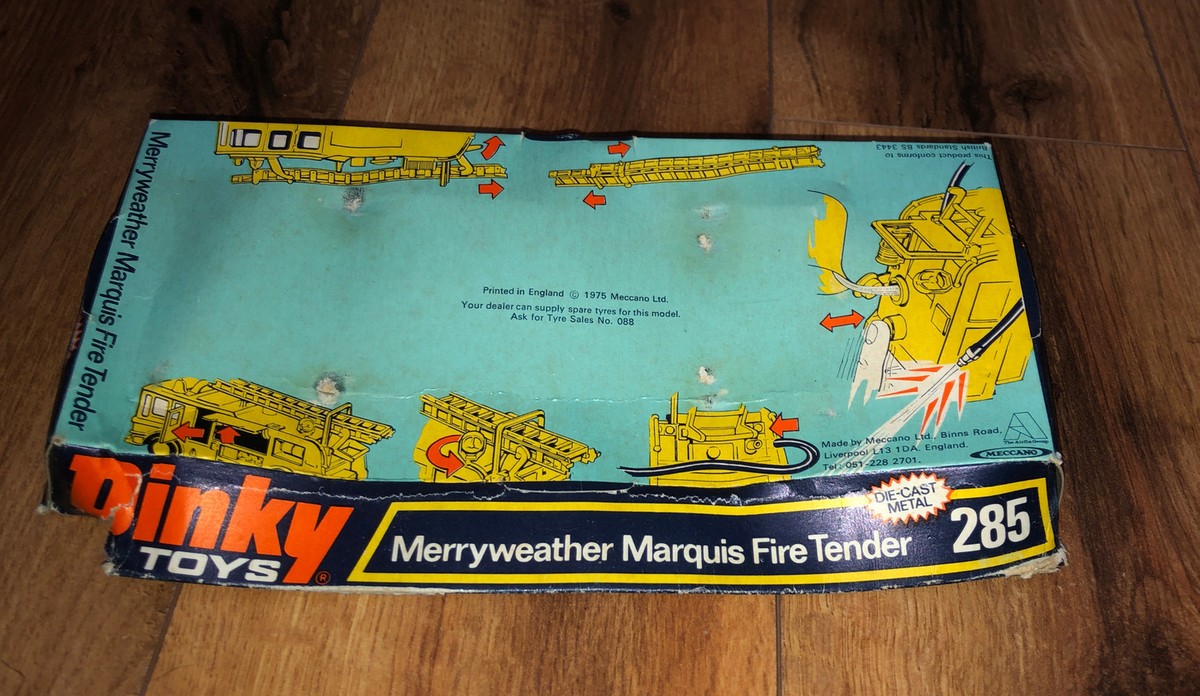 Merryweather Marquis Fire Tender
This product conforms to
British Standards BS 3443
Printed in England © 1975 Meccano Ltd.
Your dealer can supply spare tyres for this model.
Ask for Tyre Sales No. 088
Made by Meccano Ltd., Binns Road,
Liverpool L13 1DA, England.
Tel: 051-228 2701.
The Airfix Group
MECCANO
Dinky
TOYS®
Merryweather Marquis Fire Tender
DIE-CAST
METAL
285